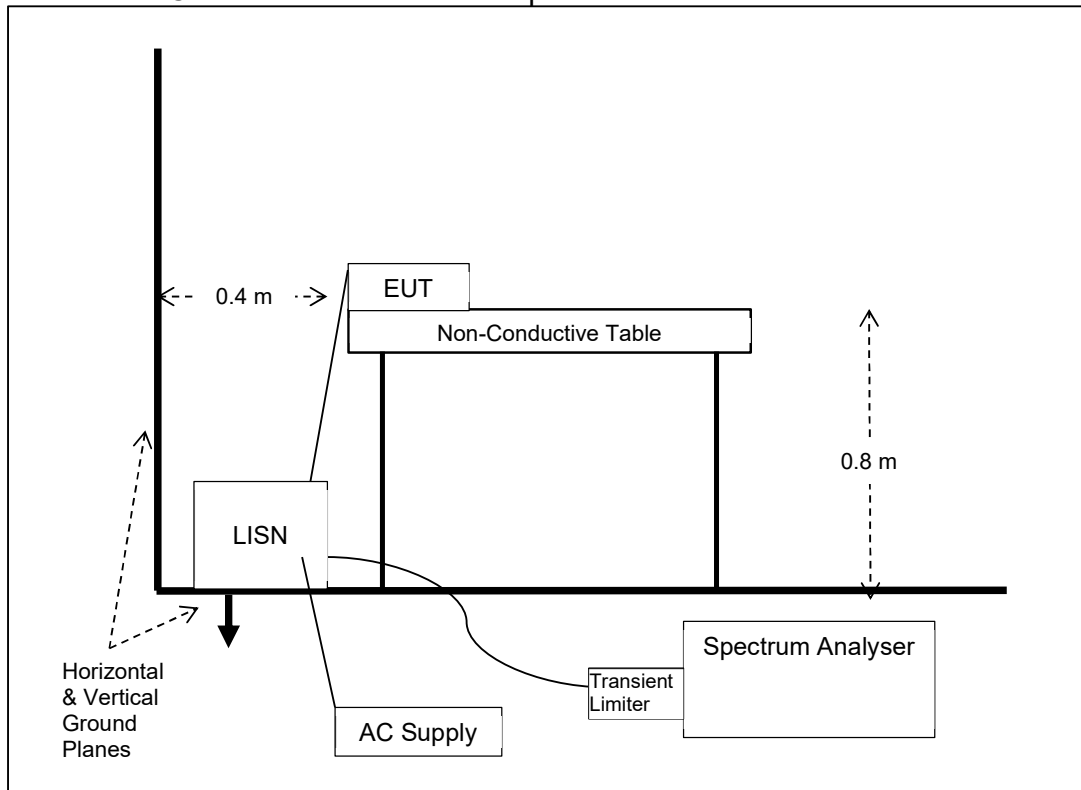 EUT
0.4 m
Non-Conductive Table
0.8 m
LISN
Spectrum Analyser
Horizontal
& Vertical
Ground
Planes
Transient
Limiter
AC Supply